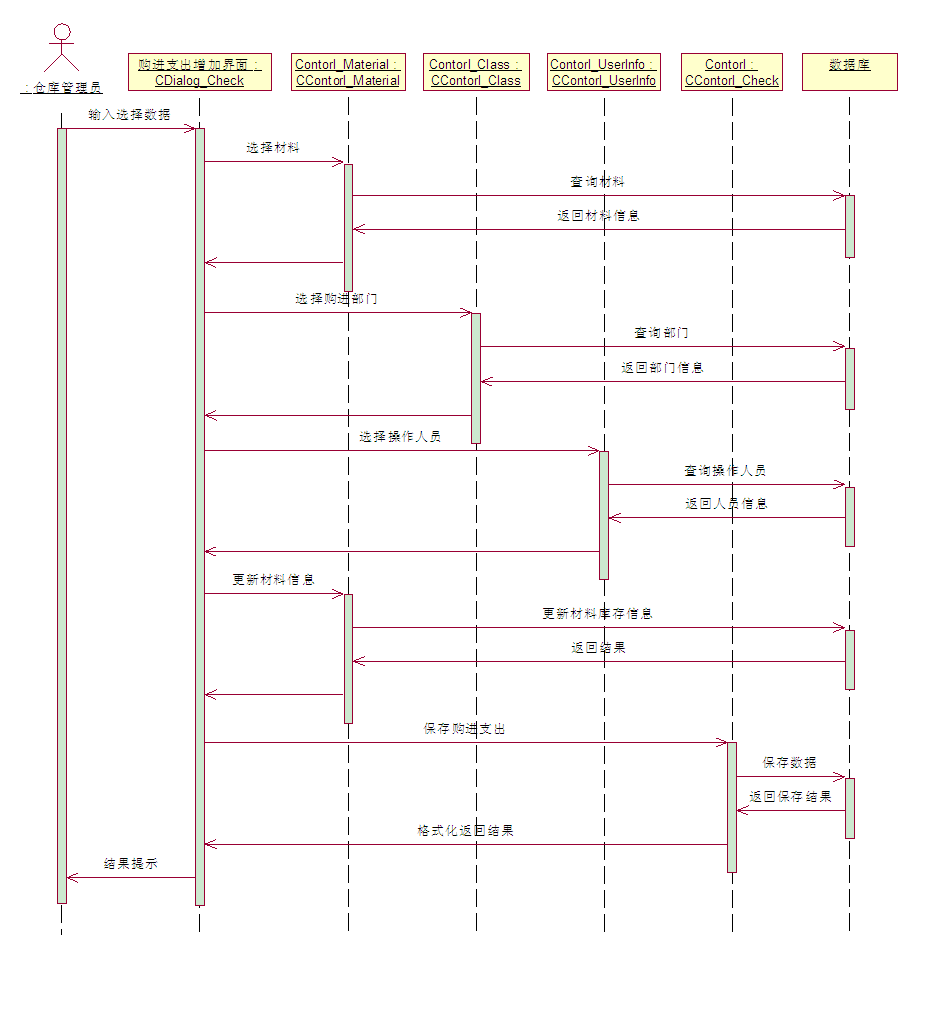 ：仓库管理员
购进支出增加界面：
CDialog_Check
Contorl_Material：
CContorl_Material
Contorl_Class：
CContorl_Class
Contorl_UserInfo：
CContorl_UserInfo
Contorl：
CContorl_Check
数据库
输入选择数据
选择材料
查询材料
返回材料信息
选择购进部门
查询部门
返回部门信息
选择操作人员
查询操作人员
返回人员信息
更新材料信息
更新材料库存信息
返回结果
保存购进支出
保存数据
返回保存结果
格式化返回结果
结果提示